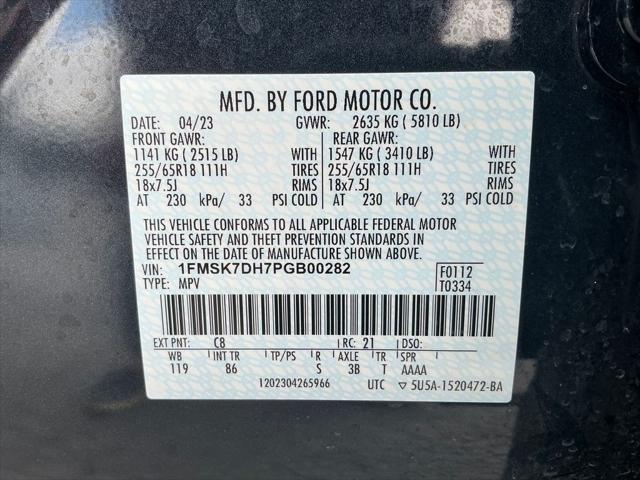 MFD. BY FORD MOTOR CO.
DATE: 04/23 GVWR: 2635 KG ( 5810 LB)
FRONT GAWR: REAR GAWR:
1141 KG ( 2515 LB) WITH 1547 KG ( 3410 LB) WITH
255/65R18 111H TIRES 255/65R18 111H TIRES
18x7.5J RIMS 18x7.5J RIMS
AT 230 kPa/ 33 PSI COLD AT 230 kPa/ 33 PSI COLD
THIS VEHICLE CONFORMS TO ALL APPLICABLE FEDERAL MOTOR
VEHICLE SAFETY AND THEFT PREVENTION STANDARDS IN
EFFECT ON THE DATE OF MANUFACTURE SHOWN ABOVE.
VIN: 1FMSK7DH7PGB00282 F0112
TYPE: MPV T0334
EXT PNT: C8 RC: 21 DSO:
WB INT TR TP/PS R AXLE TR SPR
119 86 S 3B T AAAA
1202304265966 UTC ▽ 5U5A-1520472-BA